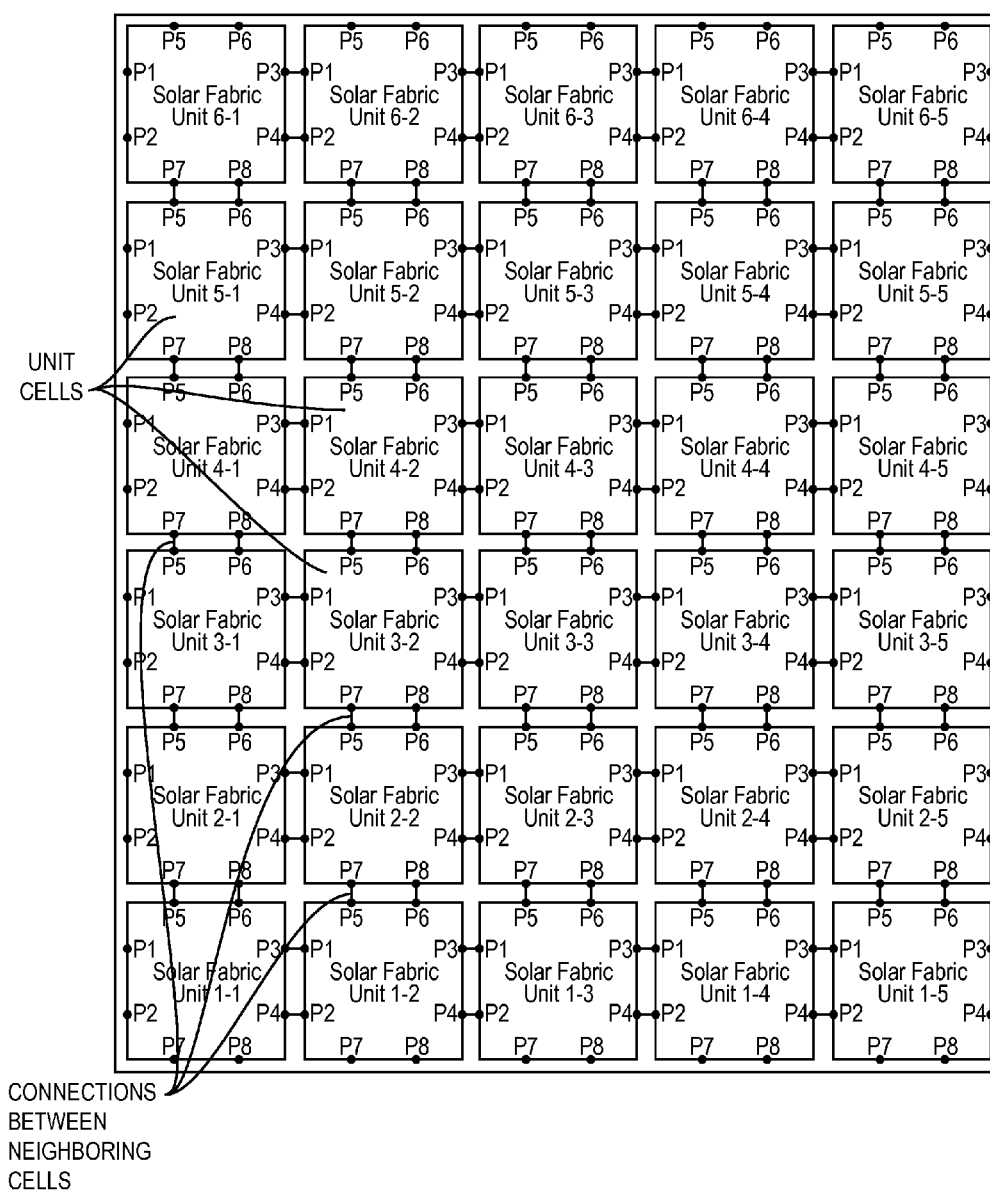 P5 P6 P5 P6 P5 P6 P5 P6 P5 P6
P1 P3 P1 P3 P1 P3 P1 P3 P1 P3
Solar Fabric Solar Fabric Solar Fabric Solar Fabric Solar Fabric
Unit 6-1 Unit 6-2 Unit 6-3 Unit 6-4 Unit 6-5
P2 P4 P2 P4 P2 P4 P2 P4 P2 P4
P7 P8 P7 P8 P7 P8 P7 P8 P7 P8
P5 P6 P5 P6 P5 P6 P5 P6 P5 P6
P1 P3 P1 P3 P1 P3 P1 P3 P1 P3
Solar Fabric Solar Fabric Solar Fabric Solar Fabric Solar Fabric
Unit 5-1 Unit 5-2 Unit 5-3 Unit 5-4 Unit 5-5
P2 P4 P2 P4 P2 P4 P2 P4 P2 P4
P7 P8 P7 P8 P7 P8 P7 P8 P7 P8
UNIT
CELLS
P5 P6 P5 P6 P5 P6 P5 P6 P5 P6
P1 P3 P1 P3 P1 P3 P1 P3 P1 P3
Solar Fabric Solar Fabric Solar Fabric Solar Fabric Solar Fabric
Unit 4-1 Unit 4-2 Unit 4-3 Unit 4-4 Unit 4-5
P2 P4 P2 P4 P2 P4 P2 P4 P2 P4
P7 P8 P7 P8 P7 P8 P7 P8 P7 P8
P5 P6 P5 P6 P5 P6 P5 P6 P5 P6
P1 P3 P1 P3 P1 P3 P1 P3 P1 P3
Solar Fabric Solar Fabric Solar Fabric Solar Fabric Solar Fabric
Unit 3-1 Unit 3-2 Unit 3-3 Unit 3-4 Unit 3-5
P2 P4 P2 P4 P2 P4 P2 P4 P2 P4
P7 P8 P7 P8 P7 P8 P7 P8 P7 P8
P5 P6 P5 P6 P5 P6 P5 P6 P5 P6
P1 P3 P1 P3 P1 P3 P1 P3 P1 P3
Solar Fabric Solar Fabric Solar Fabric Solar Fabric Solar Fabric
Unit 2-1 Unit 2-2 Unit 2-3 Unit 2-4 Unit 2-5
P2 P4 P2 P4 P2 P4 P2 P4 P2 P4
P7 P8 P7 P8 P7 P8 P7 P8 P7 P8
P5 P6 P5 P6 P5 P6 P5 P6 P5 P6
P1 P3 P1 P3 P1 P3 P1 P3 P1 P3
Solar Fabric Solar Fabric Solar Fabric Solar Fabric Solar Fabric
Unit 1-1 Unit 1-2 Unit 1-3 Unit 1-4 Unit 1-5
P2 P4 P2 P4 P2 P4 P2 P4 P2 P4
P7 P8 P7 P8 P7 P8 P7 P8 P7 P8
CONNECTIONS
BETWEEN
NEIGHBORING
CELLS